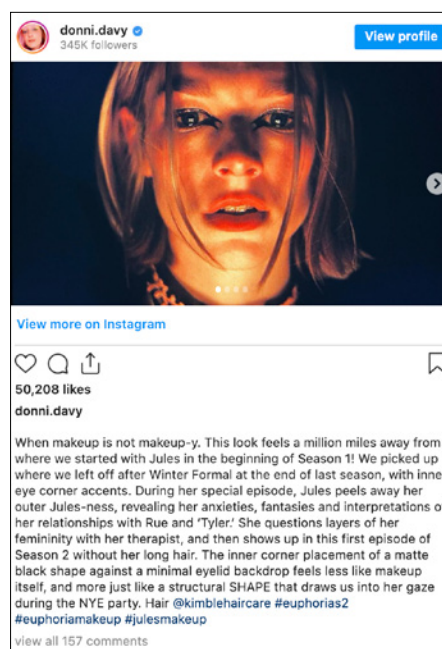 donni.davy
345K followers
View profile
View more on Instagram
50,208 likes
donni.davy
When makeup is not makeup-y. This look feels a million miles away from
where we started with Jules in the beginning of Season 1! We picked up
where we left off after Winter Formal at the end of last season, with inne
eye corner accents. During her special episode, Jules peels away her
outer Jules-ness, revealing her anxieties, fantasies and interpretations o
her relationships with Rue and ‘Tyler.’ She questions layers of her
femininity with her therapist, and then shows up in this first episode of
Season 2 without her long hair. The inner corner placement of a matte
black shape against a minimal eyelid backdrop feels less like makeup
itself, and more just like a structural SHAPE that draws us into her gaze
during the NYE party. Hair @kimblehaircare #euphorias2
#euphoriamakeup #julesmakeup
view all 157 comments